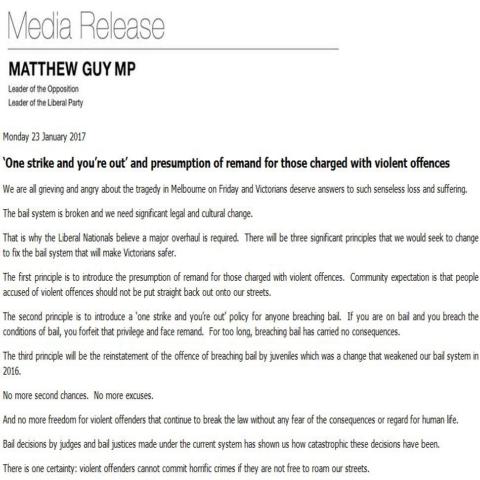 Media Release
MATTHEW GUY MP
Leader of the Opposition
Leader of the Liberal Party
Monday 23 January 2017
'One strike and you're out' and presumption of remand for those charged with violent offences
We are all grieving and angry about the tragedy in Melbourne on Friday and Victorians deserve answers to such senseless loss and suffering.
The bail system is broken and we need significant legal and cultural change.
That is why the Liberal Nationals believe a major overhaul is required. There will be three significant principles that we would seek to change
to fix the bail system that will make Victorians safer.
The first principle is to introduce the presumption of remand for those charged with violent offences. Community expectation is that people
accused of violent offences should not be put straight back out onto our streets.
The second principle is to introduce a 'one strike and you're out' policy for anyone breaching bail. If you are on bail and you breach the
conditions of bail, you forfeit that privilege and face remand. For too long, breaching bail has carried no consequences.
The third principle will be the reinstatement of the offence of breaching bail by juveniles which was a change that weakened our bail system in
2016.
No more second chances. No more excuses.
And no more freedom for violent offenders that continue to break the law without any fear of the consequences or regard for human life.
Bail decisions by judges and bail justices made under the current system has shown us how catastrophic these decisions have been.
There is one certainty: violent offenders cannot commit horrific crimes if they are not free to roam our streets.